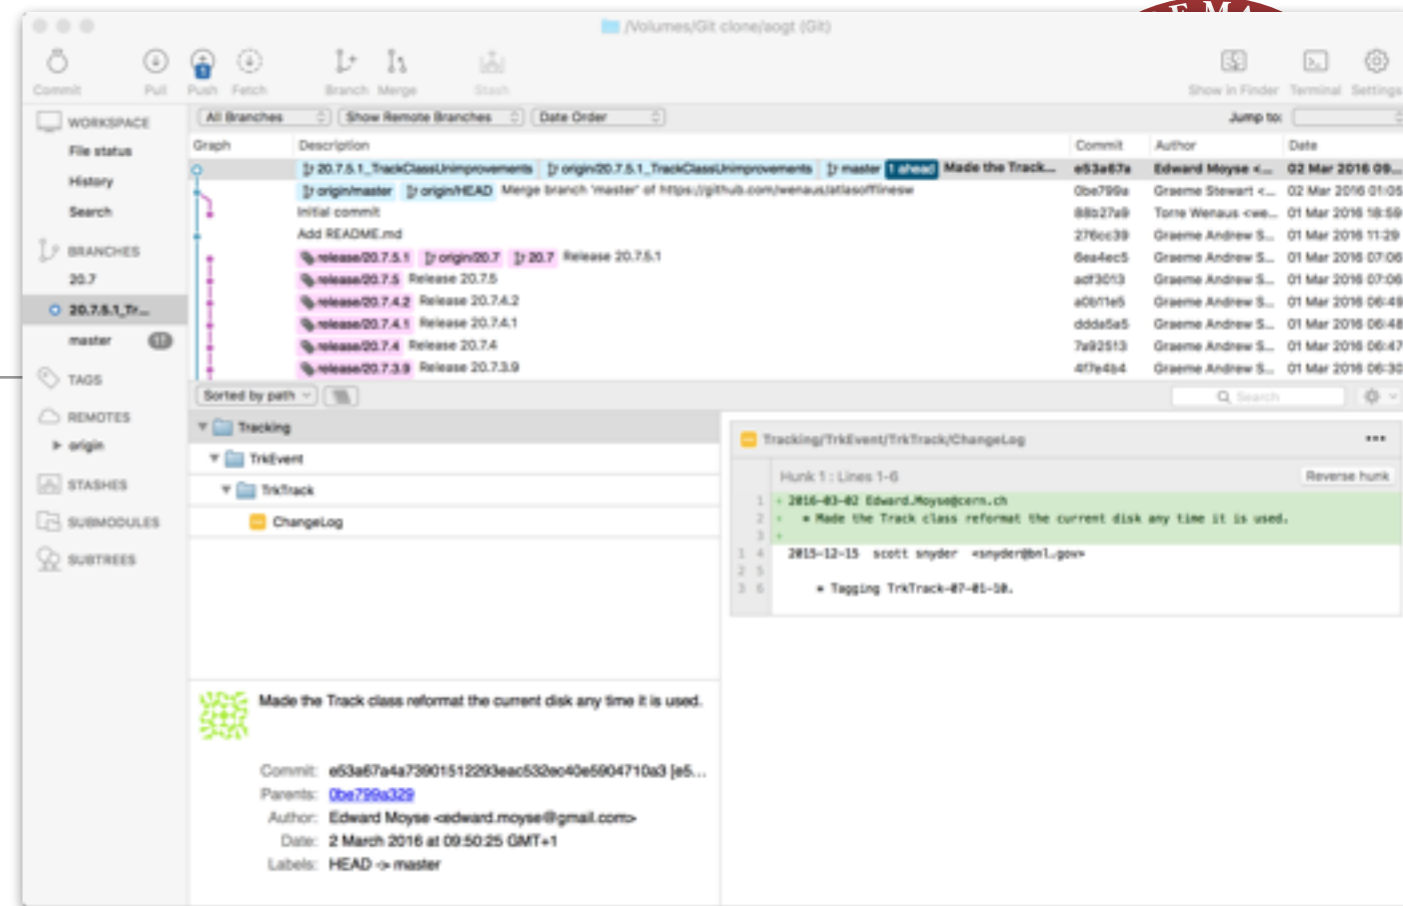 E M A
/Volumes/Git clone/aogt (Git)
Commit Pull Push Fetch Branch Merge Stash Show in Finder Terminal Settings
1
WORKSPACE
File status
History
Search
BRANCHES
20.7
20.7.5.1_Tr...
master
TAGS
REMOTES
origin
STASHES
SUBMODULES
SUBTREES
All Branches Show Remote Branches Date Order Jump to:
Graph Description Commit Author Date
20.7.5.1_TrackClassUnimprovements origin/20.7.5.1_TrackClassUnimprovements master 1 ahead Made the Track... e53a67a Edward Moyse <... 02 Mar 2016 09...
origin/master origin/HEAD Merge branch 'master' of https://github.com/wenaus/atlasofflinesw 0be799a Graeme Stewart <... 02 Mar 2016 01:05
Initial commit 88b27a9 Torre Wenaus <we... 01 Mar 2016 18:59
Add README.md 276cc39 Graeme Andrew S... 01 Mar 2016 11:29
release/20.7.5.1 origin/20.7 20.7 Release 20.7.5.1 6ea4ec5 Graeme Andrew S... 01 Mar 2016 07:06
release/20.7.5 Release 20.7.5 adf3013 Graeme Andrew S... 01 Mar 2016 07:06
release/20.7.4.2 Release 20.7.4.2 a0b11e5 Graeme Andrew S... 01 Mar 2016 06:49
release/20.7.4.1 Release 20.7.4.1 ddda5a5 Graeme Andrew S... 01 Mar 2016 06:48
release/20.7.4 Release 20.7.4 7a92513 Graeme Andrew S... 01 Mar 2016 06:47
release/20.7.3.9 Release 20.7.3.9 4f7e4b4 Graeme Andrew S... 01 Mar 2016 06:30
Sorted by path Search
Tracking
TrkEvent
TrkTrack
ChangeLog
Tracking/TrkEvent/TrkTrack/ChangeLog
Hunk 1 : Lines 1-6 Reverse hunk
1 + 2016-03-02 Edward.Moyse@cern.ch
2 + * Made the Track class reformat the current disk any time it is used.
3 +
1 4 2015-12-15 scott snyder <snyder@bnl.gov>
2 5
3 6 * Tagging TrkTrack-07-01-10.
Made the Track class reformat the current disk any time it is used.
Commit: e53a67a4a73901512293eac532ec40e5904710a3 [e5...
Parents: 0be799a329
Author: Edward Moyse <edward.moyse@gmail.com>
Date: 2 March 2016 at 09:50:25 GMT+1
Labels: HEAD -> master